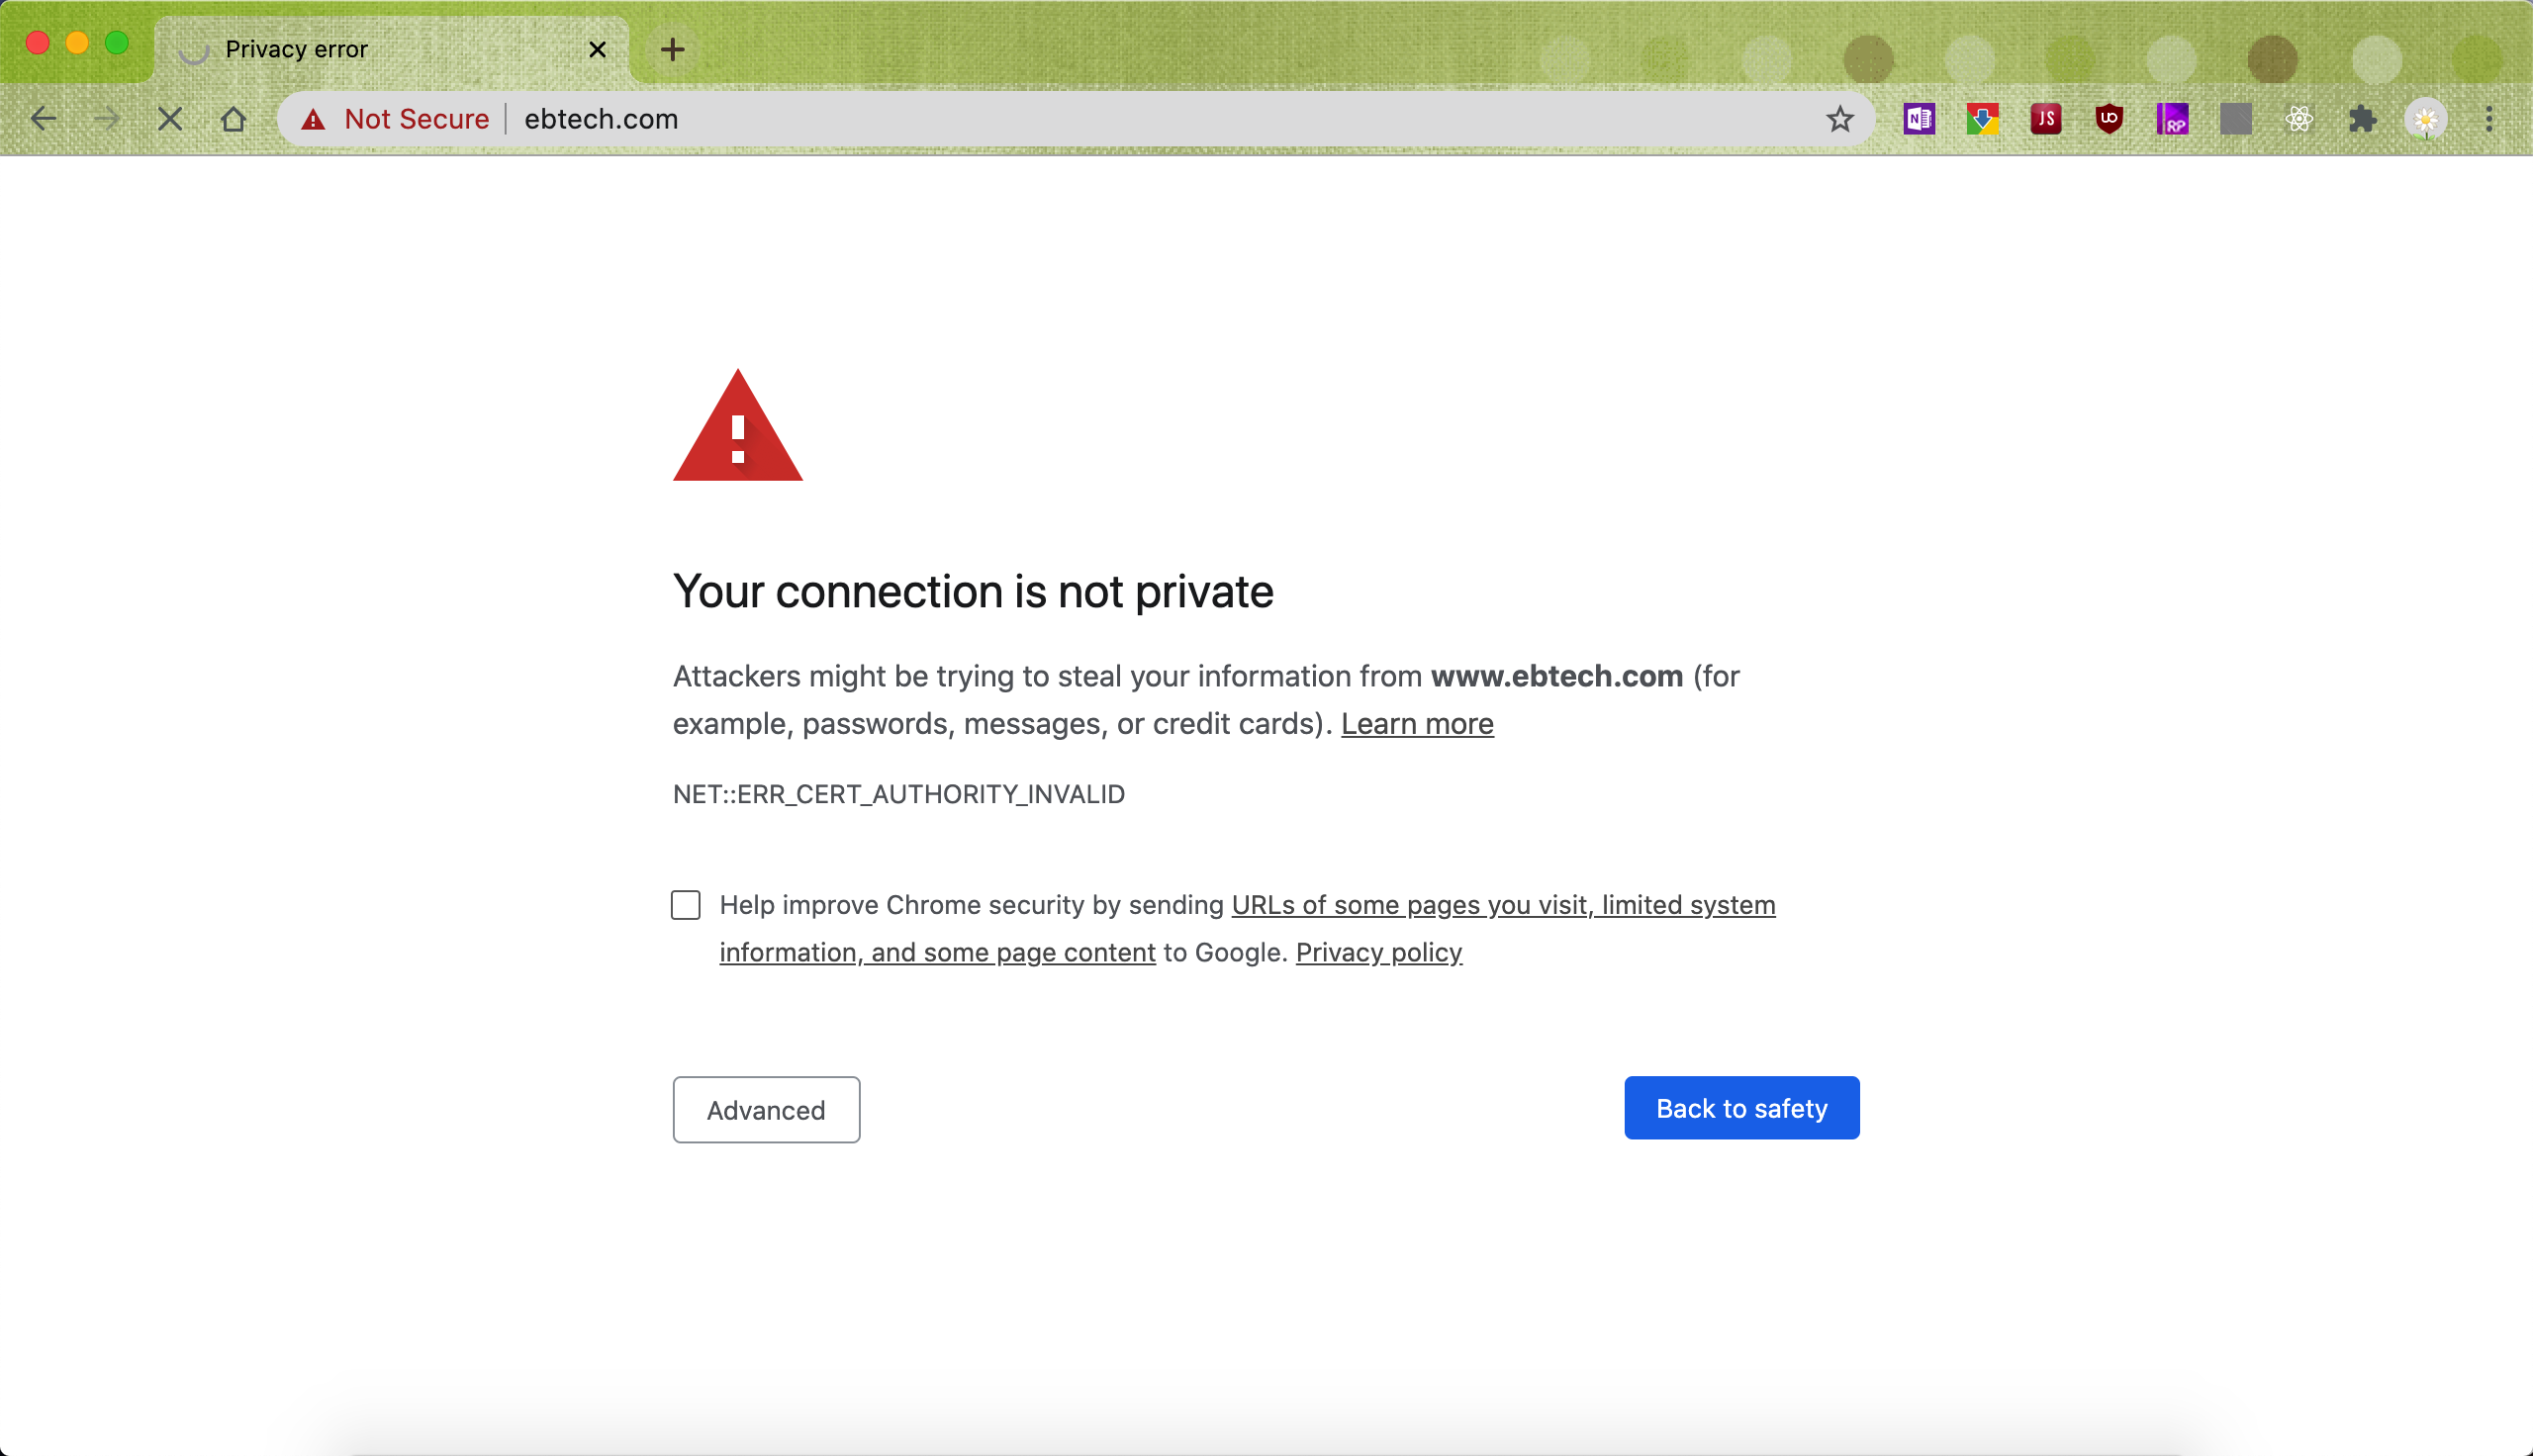 Privacy error
Not Secure ebtech.com
N JS UO RP
Your connection is not private
Attackers might be trying to steal your information from www.ebtech.com (for
example, passwords, messages, or credit cards). Learn more
NET::ERR_CERT_AUTHORITY_INVALID
Help improve Chrome security by sending URLs of some pages you visit, limited system
information, and some page content to Google. Privacy policy
Advanced
Back to safety